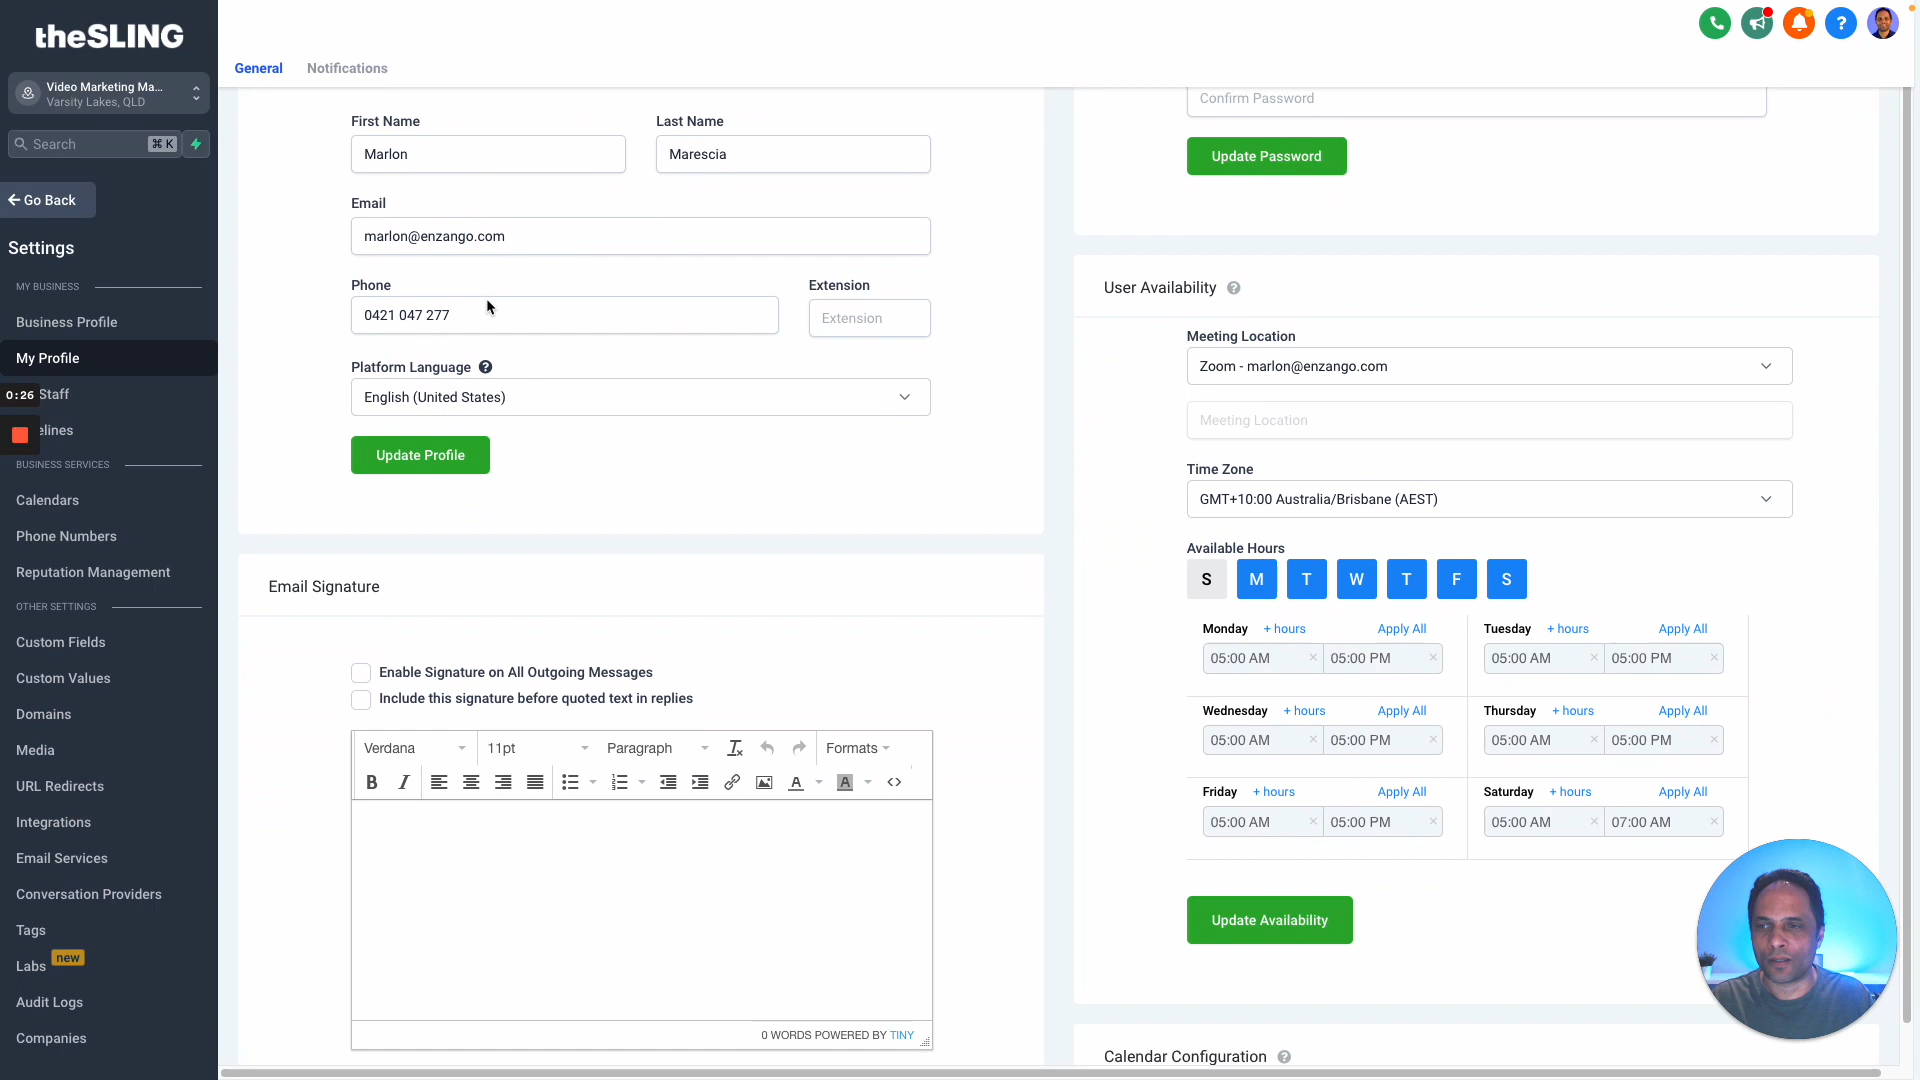 theSLING
Video Marketing Ma...
Varsity Lakes, QLD
Search ⌘ K
Go Back
Settings
MY BUSINESS
Business Profile
My Profile
0:26
Staff
elines
BUSINESS SERVICES
Calendars
Phone Numbers
Reputation Management
OTHER SETTINGS
Custom Fields
Custom Values
Domains
Media
URL Redirects
Integrations
Email Services
Conversation Providers
Tags
Labs new
Audit Logs
Companies
General Notifications
First Name Last Name
Marlon Marescia
Email
marlon@enzango.com
Phone Extension
0421 047 277 Extension
Platform Language ?
English (United States)
Update Profile
Email Signature
Enable Signature on All Outgoing Messages
Include this signature before quoted text in replies
Verdana 11pt Paragraph Formats
B I A A
0 WORDS POWERED BY TINY
?
Confirm Password
Update Password
User Availability ?
Meeting Location
Zoom - marlon@enzango.com
Meeting Location
Time Zone
GMT+10:00 Australia/Brisbane (AEST)
Available Hours
S M T W T F S
Monday + hours Apply All Tuesday + hours Apply All
05:00 AM × 05:00 PM × 05:00 AM × 05:00 PM ×
Wednesday + hours Apply All Thursday + hours Apply All
05:00 AM × 05:00 PM × 05:00 AM × 05:00 PM ×
Friday + hours Apply All Saturday + hours Apply All
05:00 AM × 05:00 PM × 05:00 AM × 07:00 AM ×
Update Availability
Calendar Configuration ?